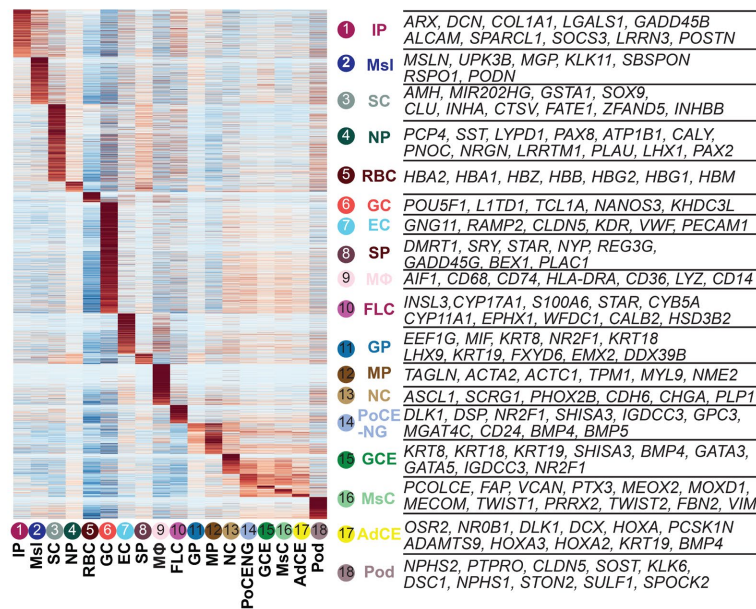 1 IP ARX, DCN, COL1A1, LGALS1, GADD45B
ALCAM, SPARCL1, SOCS3, LRRN3, POSTN
2 MsI MSLN, UPK3B, MGP, KLK11, SBSPON
RSPO1, PODN
3 SC AMH, MIR202HG, GSTA1, SOX9,
CLU, INHA, CTSV, FATE1, ZFAND5, INHBB
4 NP PCP4, SST, LYPD1, PAX8, ATP1B1, CALY,
PNOC, NRGN, LRRTM1, PLAU, LHX1, PAX2
5 RBC HBA2, HBA1, HBZ, HBB, HBG2, HBG1, HBM
6 GC POU5F1, L1TD1, TCL1A, NANOS3, KHDC3L
7 EC GNG11, RAMP2, CLDN5, KDR, VWF, PECAM1
8 SP DMRT1, SRY, STAR, NYP, REG3G,
GADD45G, BEX1, PLAC1
9 MΦ AIF1, CD68, CD74, HLA-DRA, CD36, LYZ, CD14
10 FLC INSL3,CYP17A1, S100A6, STAR, CYB5A
CYP11A1, EPHX1, WFDC1, CALB2, HSD3B2
11 GP EEF1G, MIF, KRT8, NR2F1, KRT18
LHX9, KRT19, FXYD6, EMX2, DDX39B
12 MP TAGLN, ACTA2, ACTC1, TPM1, MYL9, NME2
13 NC ASCL1, SCRG1, PHOX2B, CDH6, CHGA, PLP1
14 PoCE-NG DLK1, DSP, NR2F1, SHISA3, IGDCC3, GPC3,
MGAT4C, CD24, BMP4, BMP5
15 GCE KRT8, KRT18, KRT19, SHISA3, BMP4, GATA3,
GATA5, IGDCC3, NR2F1
16 MsC PCOLCE, FAP, VCAN, PTX3, MEOX2, MOXD1,
MECOM, TWIST1, PRRX2, TWIST2, FBN2, VIM
17 AdCE OSR2, NR0B1, DLK1, DCX, HOXA, PCSK1N
ADAMTS9, HOXA3, HOXA2, KRT19, BMP4
18 Pod NPHS2, PTPRO, CLDN5, SOST, KLK6,
DSC1, NPHS1, STON2, SULF1, SPOCK2
1 2 3 4 5 6 7 8 9 10 11 12 13 14 15 16 17 18
IP MsI SC NP RBC GC EC SP MΦ FLC GP MP NC PoCENG GCE MsC AdCE Pod